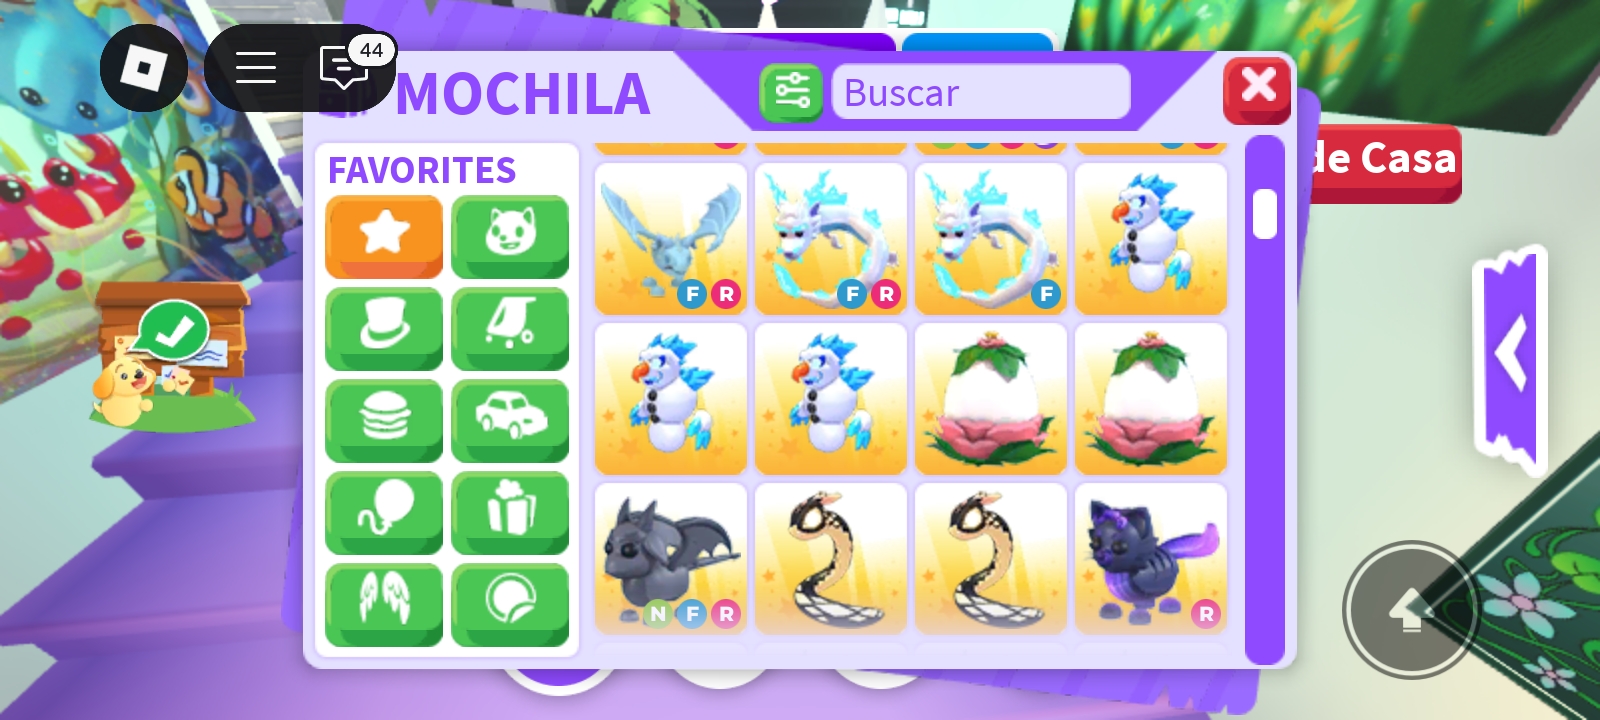 44
MOCHILA
Buscar
de Casa
FAVORITES
F R
F R
F
N F R
R